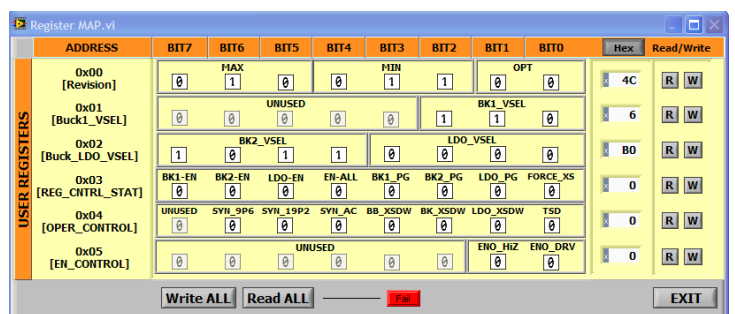 Register MAP.vi
ADDRESS BIT7 BIT6 BIT5 BIT4 BIT3 BIT2 BIT1 BIT0 Hex Read/Write
USER REGISTERS
0x00 MAX MIN OPT
[Revision] 0 1 0 0 1 1 0 0 x 4C R W
0x01 UNUSED BK1_VSEL
[Buck1_VSEL] 0 0 0 0 0 1 1 0 x 6 R W
0x02 BK2_VSEL LDO_VSEL
[Buck_LDO_VSEL] 1 0 1 1 0 0 0 0 x B0 R W
0x03 BK1-EN BK2-EN LDO-EN EN-ALL BK1_PG BK2_PG LDO_PG FORCE_XS
[REG_CNTRL_STAT] 0 0 0 0 0 0 0 0 x 0 R W
0x04 UNUSED SYN_9P6 SYN_19P2 SYN_AC BB_XSDW BK_XSDW LDO_XSDW TSD
[OPER_CONTROL] 0 0 0 0 0 0 0 0 x 0 R W
0x05 UNUSED ENO_HiZ ENO_DRV
[EN_CONTROL] 0 0 0 0 0 0 0 0 x 0 R W
Write ALL Read ALL Fail EXIT